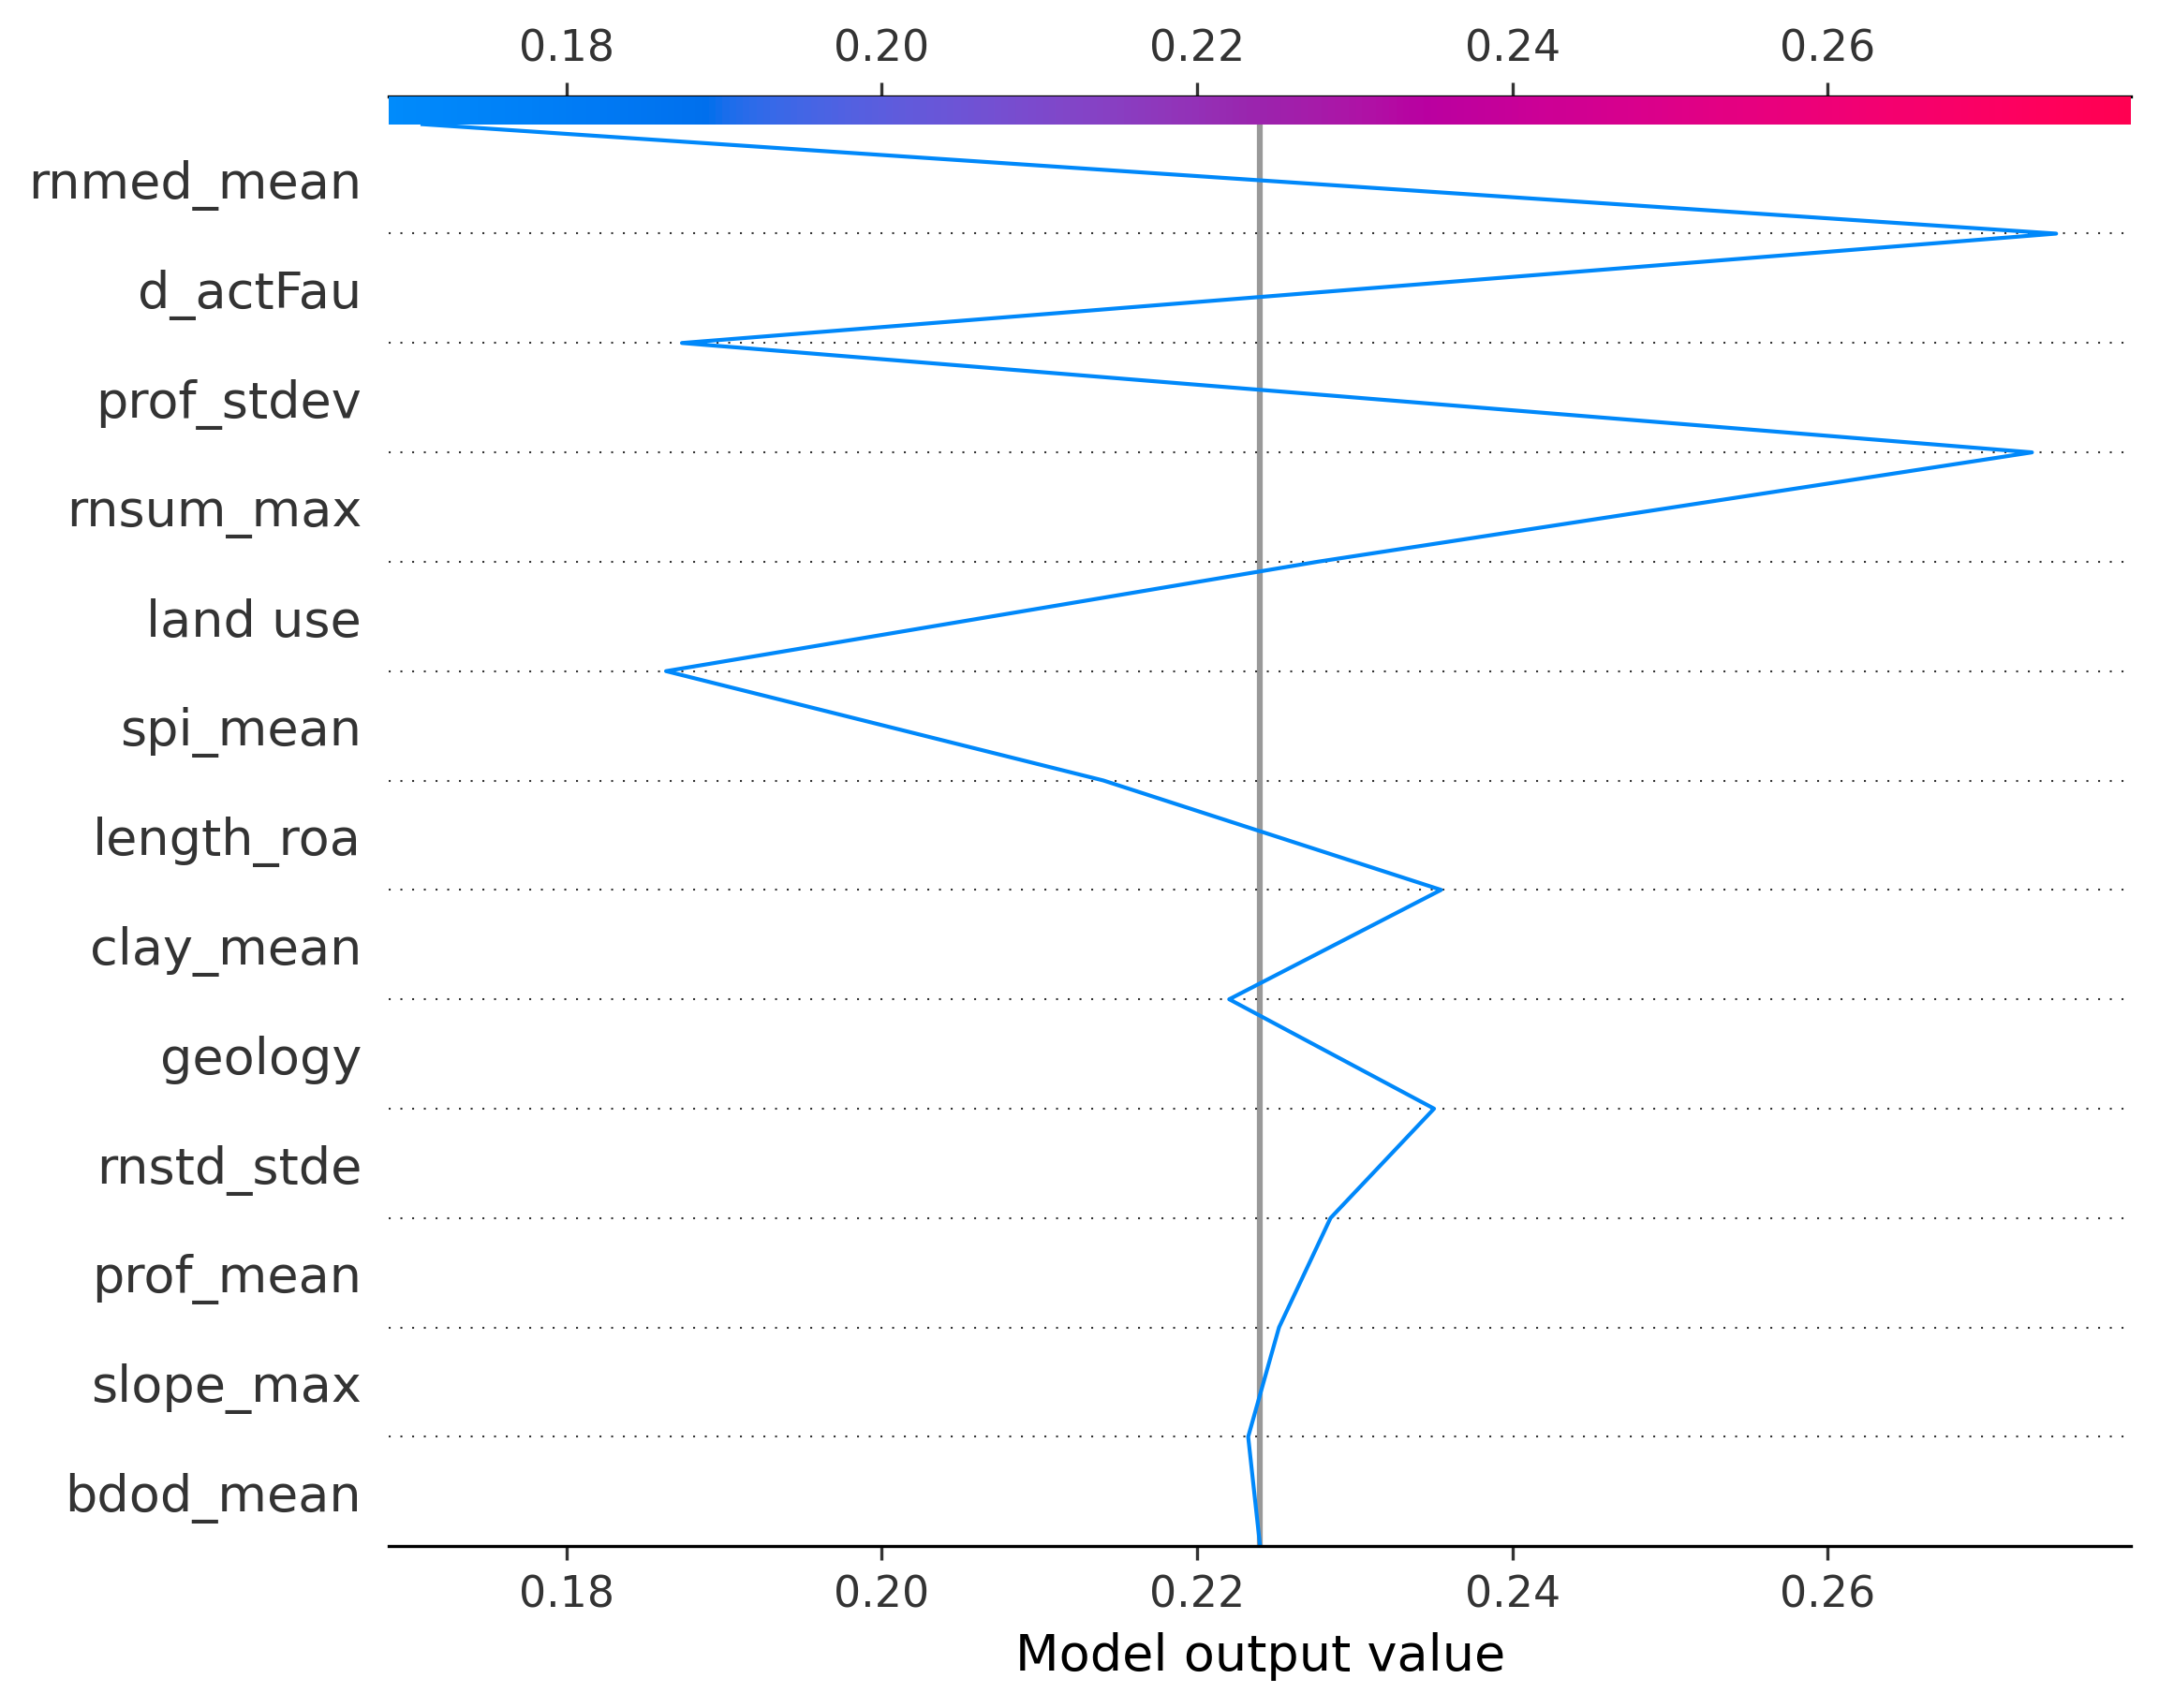 0.18 0.20 0.22 0.24 0.26
rnmed_mean
d_actFau
prof_stdev
rnsum_max
land use
spi_mean
length_roa
clay_mean
geology
rnstd_stde
prof_mean
slope_max
bdod_mean
0.18 0.20 0.22 0.24 0.26
Model output value